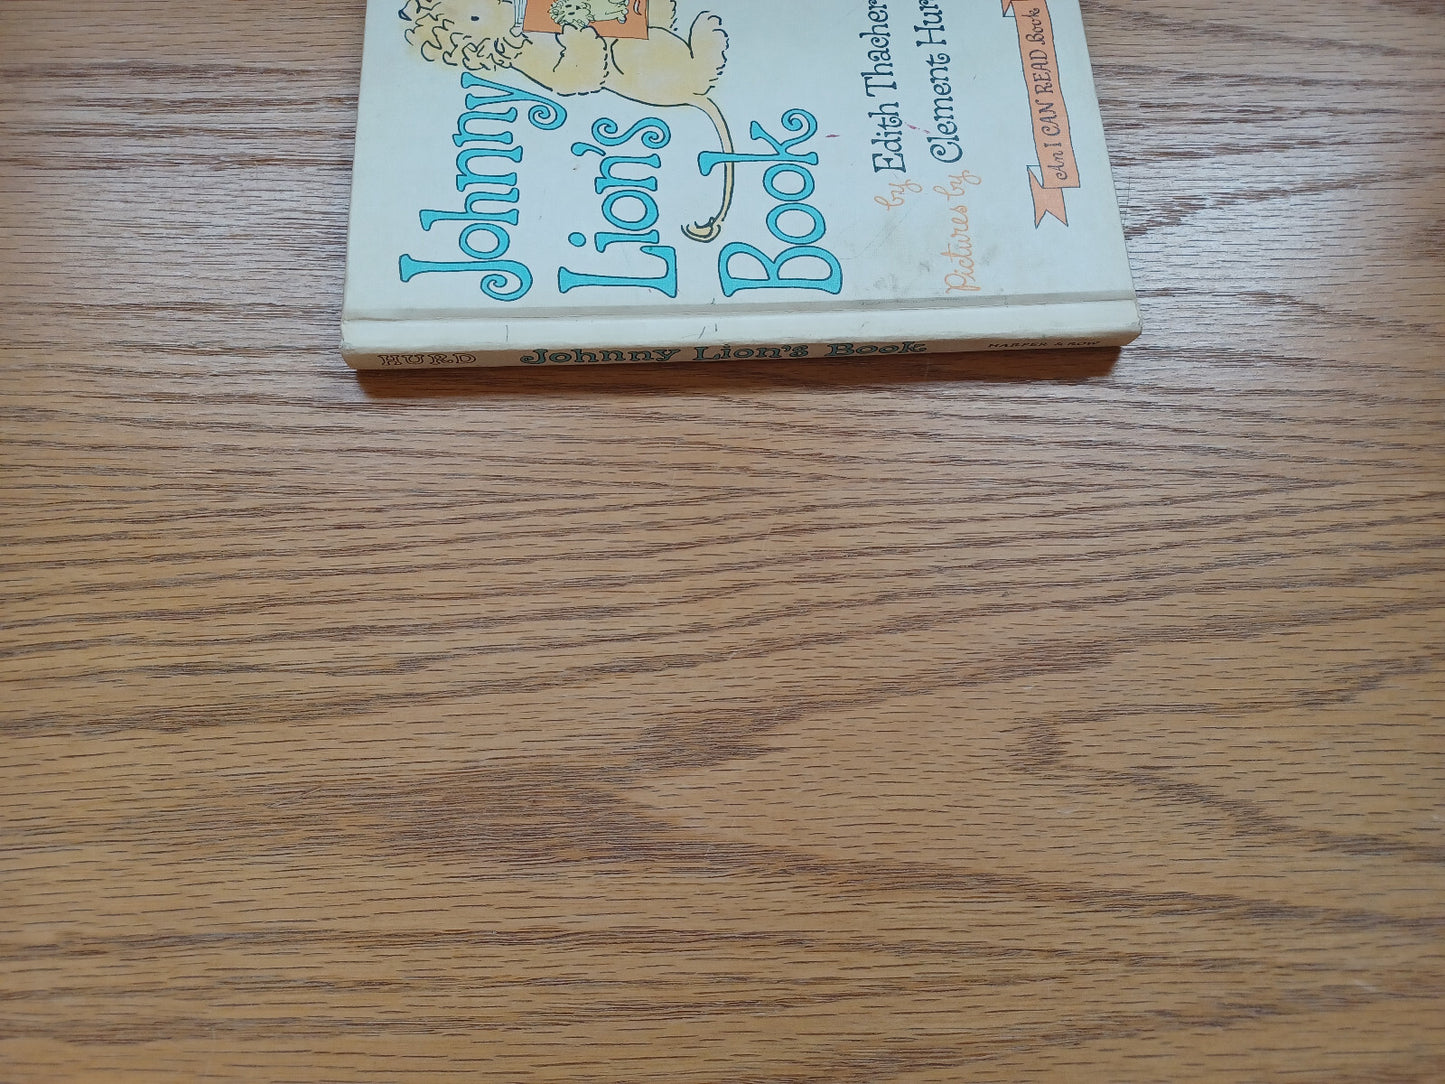 Johnny
Lion's
Book
by Edith Thacher
Pictures by Clement Hur
An I CAN READ Book
HURD Johnny Lion's Book HARPER & ROW